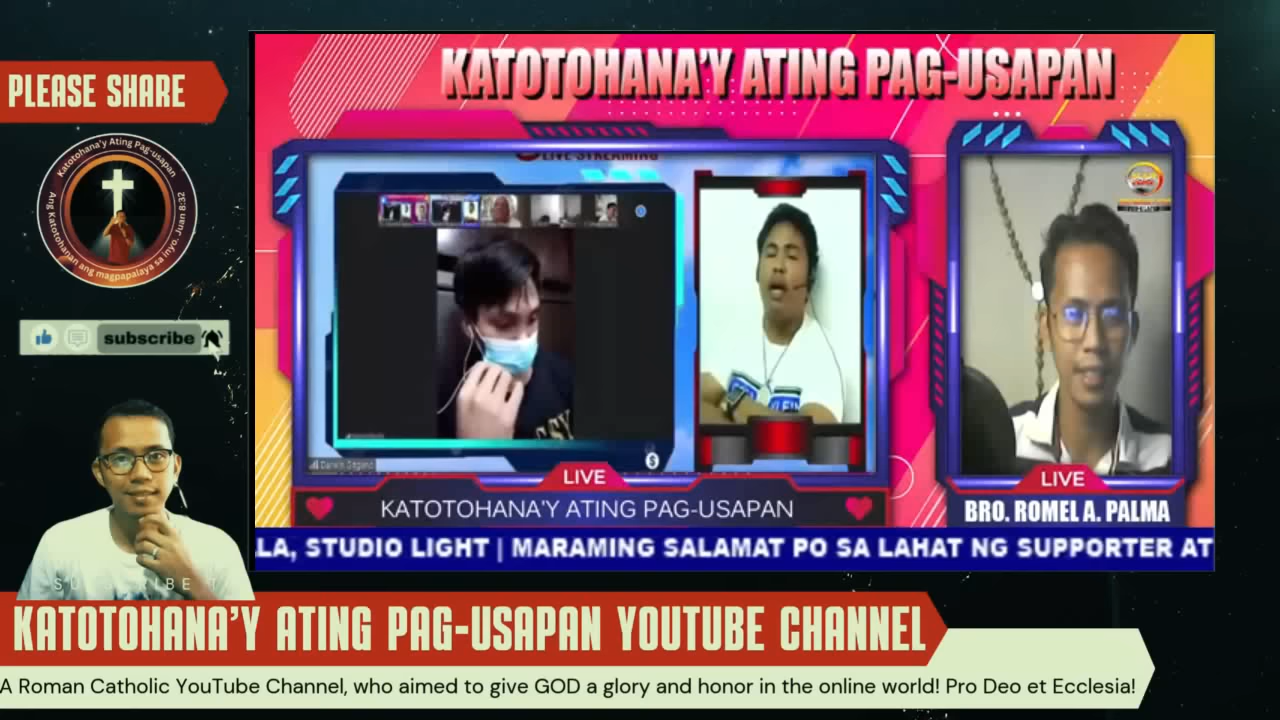 PLEASE SHARE
Katotohana'y Ating Pag-usapan
Ang Katotohanan ang magpapalaya sa inyo. Juan 8:32
subscribe
KATOTOHANA'Y ATING PAG-USAPAN
LIVE STREAMING
LIVE
KATOTOHANA'Y ATING PAG-USAPAN
LIVE
BRO. ROMEL A. PALMA
LA, STUDIO LIGHT | MARAMING SALAMAT PO SA LAHAT NG SUPPORTER AT
KATOTOHANA'Y ATING PAG-USAPAN YOUTUBE CHANNEL
A Roman Catholic YouTube Channel, who aimed to give GOD a glory and honor in the online world! Pro Deo et Ecclesia!